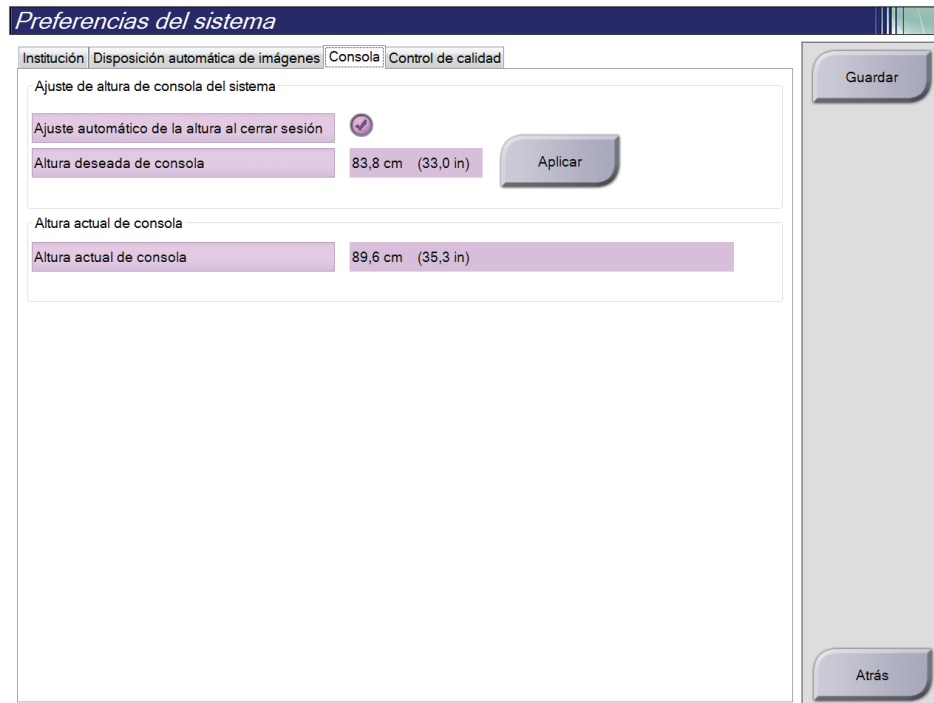 Preferencias del sistema
Institución Disposición automática de imágenes Consola Control de calidad
Guardar
Ajuste de altura de consola del sistema
Ajuste automático de la altura al cerrar sesión
Altura deseada de consola 83,8 cm (33,0 in) Aplicar
Altura actual de consola
Altura actual de consola 89,6 cm (35,3 in)
Atrás